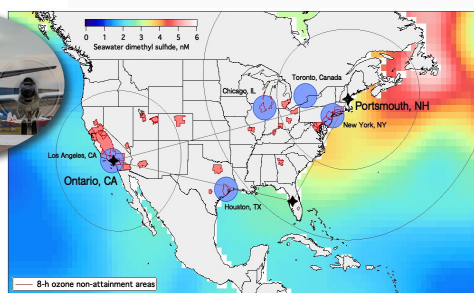 0 1 2 3 4 5 6
Seawater dimethyl sulfide, nM
Toronto, Canada
Chicago, IL
Portsmouth, NH
New York, NY
Los Angeles, CA
Ontario, CA
Houston, TX
8-h ozone non-attainment areas